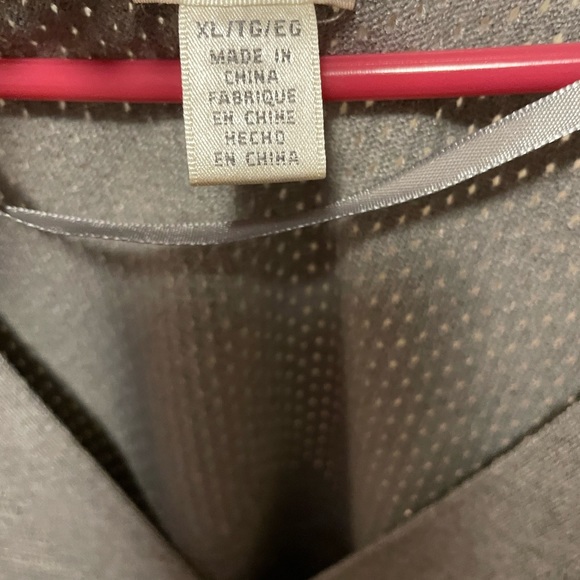 XL/TG/EG
MADE IN
CHINA
FABRIQUE
EN CHINE
HECHO
EN CHINA